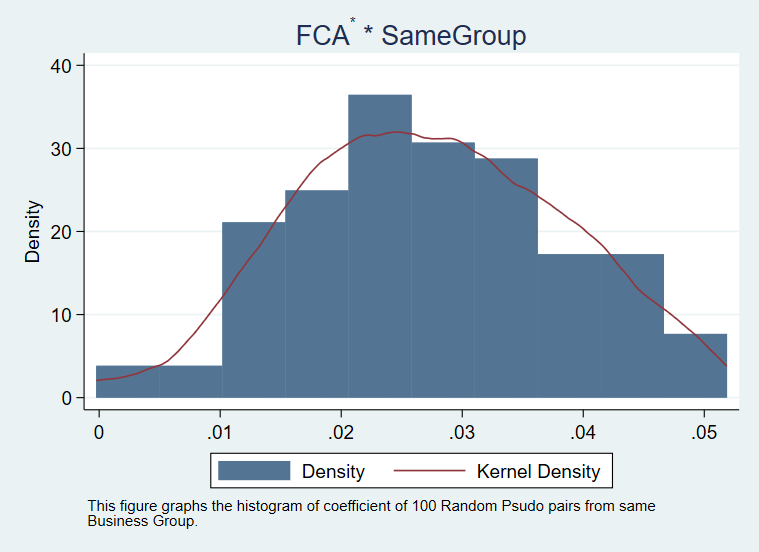 FCA* * SameGroup
40
30
20
10
0
Density
0 .01 .02 .03 .04 .05
Density Kernel Density
This figure graphs the histogram of coefficient of 100 Random Psudo pairs from same
Business Group.